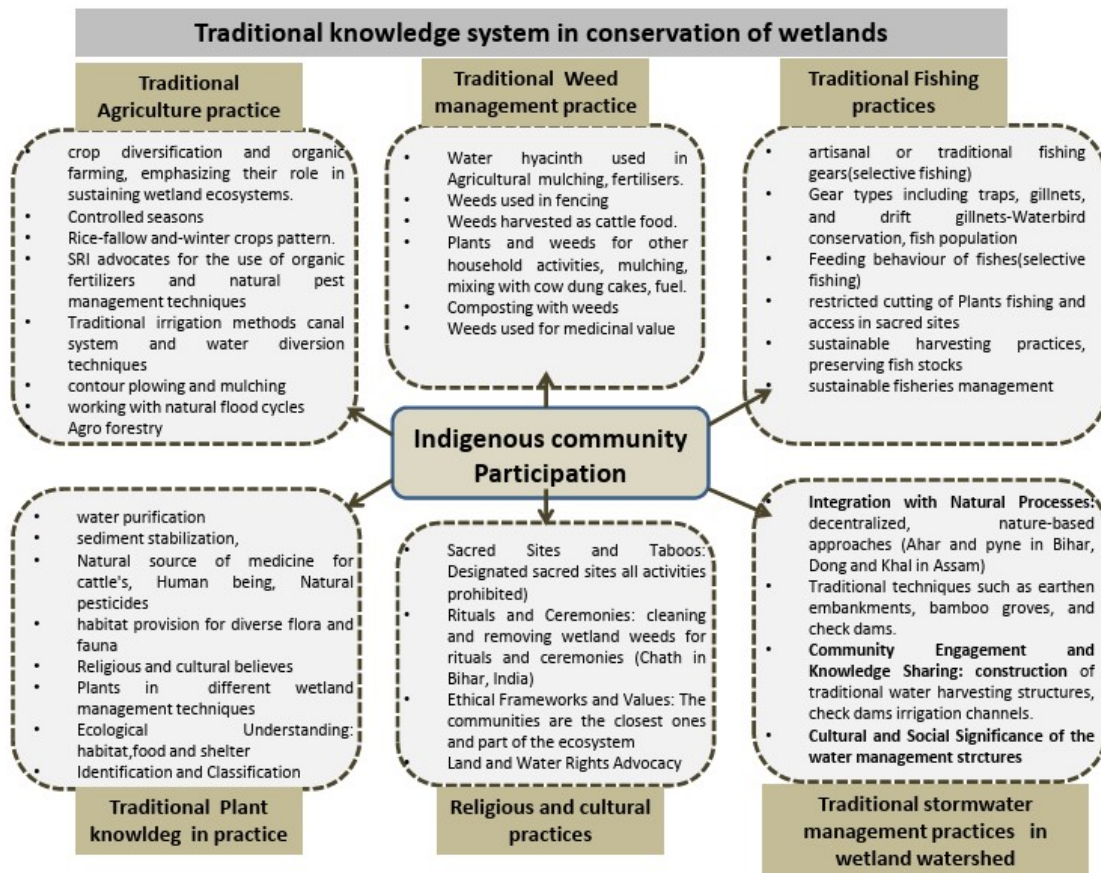 Traditional knowledge system in conservation of wetlands
Traditional
Agriculture practice
• crop diversification and organic
farming, emphasizing their role in
sustaining wetland ecosystems.
• Controlled seasons
• Rice-fallow and-winter crops pattern.
• SRI advocates for the use of organic
fertilizers and natural pest
management techniques
• Traditional irrigation methods canal
system and water diversion
techniques
• contour plowing and mulching
• working with natural flood cycles
• Agro forestry
Traditional Weed
management practice
• Water hyacinth used in
Agricultural mulching, fertilisers.
• Weeds used in fencing
• Weeds harvested as cattle food.
• Plants and weeds for other
household activities, mulching,
mixing with cow dung cakes, fuel.
• Composting with weeds
• Weeds used for medicinal value
Traditional Fishing
practices
• artisanal or traditional fishing
gears(selective fishing)
• Gear types including traps, gillnets,
and drift gillnets-Waterbird
conservation, fish population
• Feeding behaviour of fishes(selective
fishing)
• restricted cutting of Plants fishing and
access in sacred sites
• sustainable harvesting practices,
preserving fish stocks
• sustainable fisheries management
Indigenous community
Participation
• water purification
• sediment stabilization,
• Natural source of medicine for
cattle's, Human being, Natural
pesticides
• habitat provision for diverse flora and
fauna
• Religious and cultural believes
• Plants in different wetland
management techniques
• Ecological Understanding:
habitat,food and shelter
• Identification and Classification
Traditional Plant
knowldeg in practice
• Sacred Sites and Taboos:
Designated sacred sites all activities
prohibited)
• Rituals and Ceremonies: cleaning
and removing wetland weeds for
rituals and ceremonies (Chath in
Bihar, India)
• Ethical Frameworks and Values: The
communities are the closest ones
and part of the ecosystem
• Land and Water Rights Advocacy
Religious and cultural
practices
• Integration with Natural Processes:
decentralized, nature-based
approaches (Ahar and pyne in Bihar,
Dong and Khal in Assam)
• Traditional techniques such as earthen
embankments, bamboo groves, and
check dams.
• Community Engagement and
Knowledge Sharing: construction of
traditional water harvesting structures,
check dams irrigation channels.
• Cultural and Social Significance of the
water management strctures
Traditional stormwater
management practices in
wetland watershed